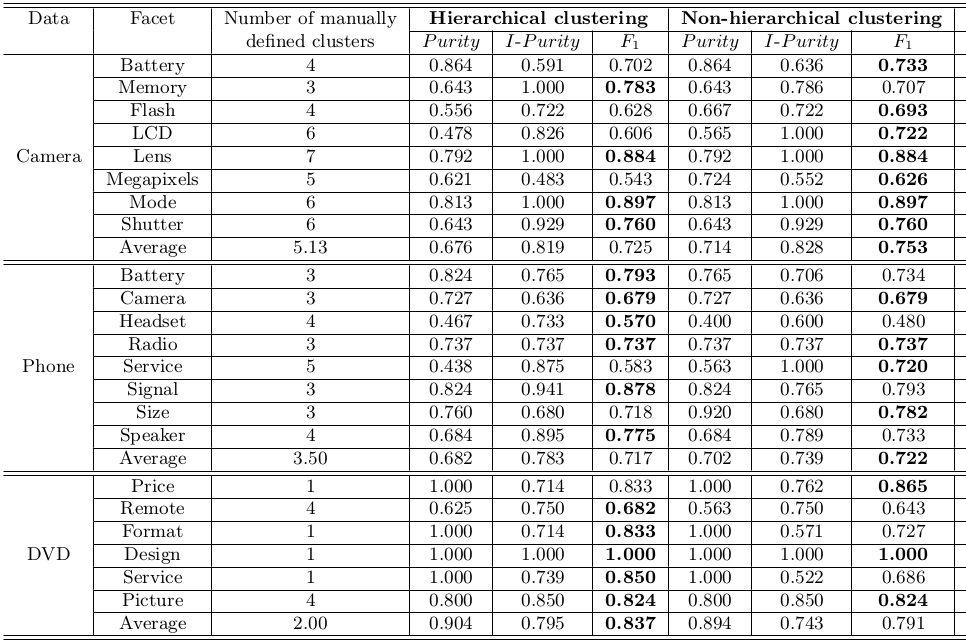 Data Facet Number of manually Hierarchical clustering Non-hierarchical clustering
defined clusters Purity I-Purity F1 Purity I-Purity F1
Battery 4 0.864 0.591 0.702 0.864 0.636 0.733
Memory 3 0.643 1.000 0.783 0.643 0.786 0.707
Flash 4 0.556 0.722 0.628 0.667 0.722 0.693
LCD 6 0.478 0.826 0.606 0.565 1.000 0.722
Camera Lens 7 0.792 1.000 0.884 0.792 1.000 0.884
Megapixels 5 0.621 0.483 0.543 0.724 0.552 0.626
Mode 6 0.813 1.000 0.897 0.813 1.000 0.897
Shutter 6 0.643 0.929 0.760 0.643 0.929 0.760
Average 5.13 0.676 0.819 0.725 0.714 0.828 0.753
Battery 3 0.824 0.765 0.793 0.765 0.706 0.734
Camera 3 0.727 0.636 0.679 0.727 0.636 0.679
Headset 4 0.467 0.733 0.570 0.400 0.600 0.480
Radio 3 0.737 0.737 0.737 0.737 0.737 0.737
Phone Service 5 0.438 0.875 0.583 0.563 1.000 0.720
Signal 3 0.824 0.941 0.878 0.824 0.765 0.793
Size 3 0.760 0.680 0.718 0.920 0.680 0.782
Speaker 4 0.684 0.895 0.775 0.684 0.789 0.733
Average 3.50 0.682 0.783 0.717 0.702 0.739 0.722
Price 1 1.000 0.714 0.833 1.000 0.762 0.865
Remote 4 0.625 0.750 0.682 0.563 0.750 0.643
Format 1 1.000 0.714 0.833 1.000 0.571 0.727
DVD Design 1 1.000 1.000 1.000 1.000 1.000 1.000
Service 1 1.000 0.739 0.850 1.000 0.522 0.686
Picture 4 0.800 0.850 0.824 0.800 0.850 0.824
Average 2.00 0.904 0.795 0.837 0.894 0.743 0.791